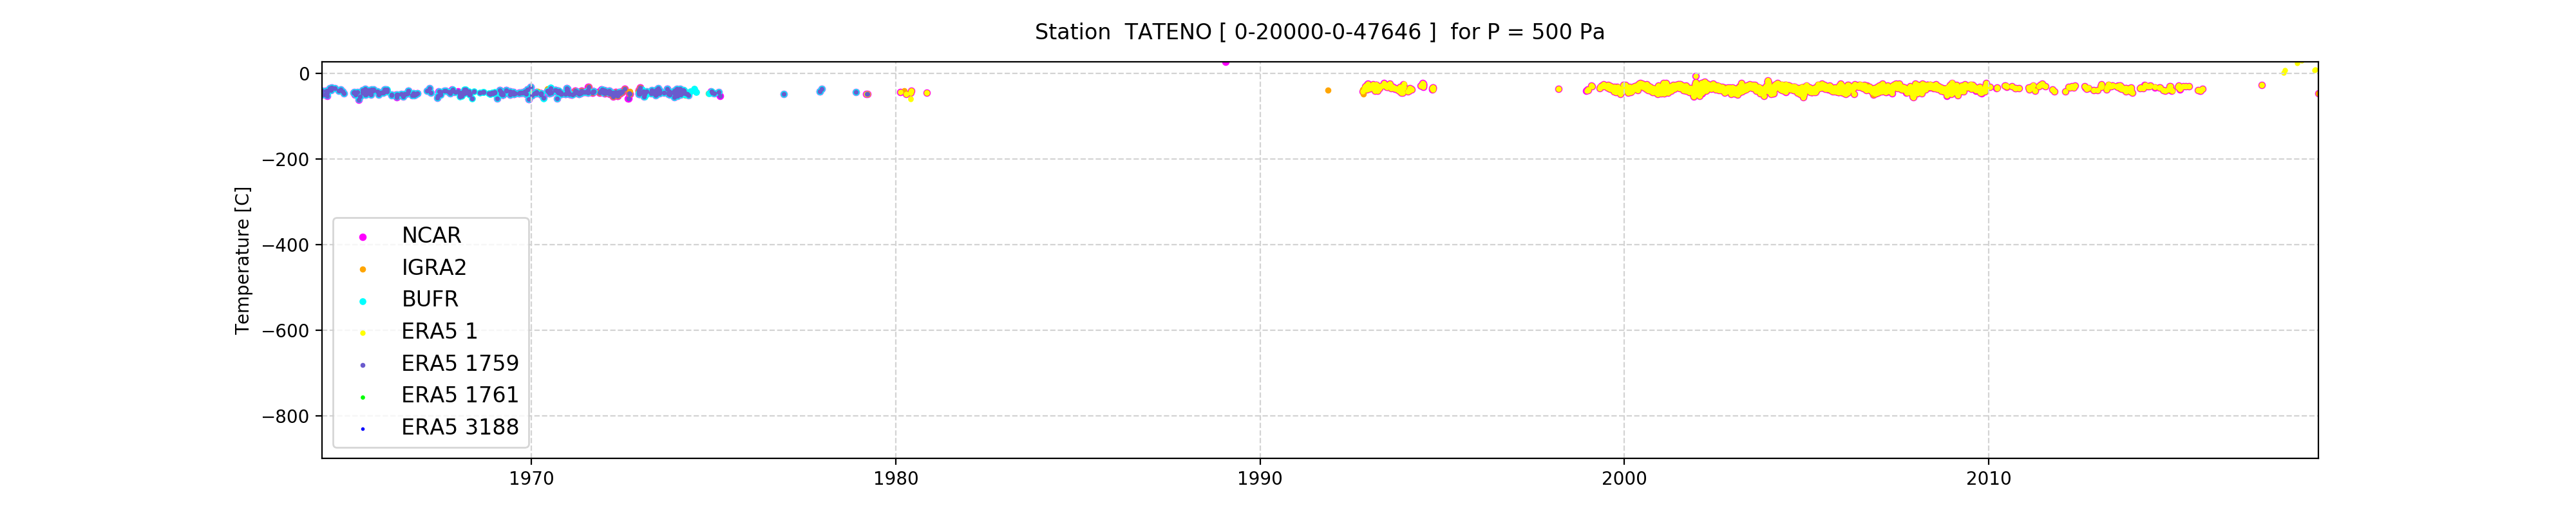 Station  TATENO [ 0-20000-0-47646 ]  for P = 500 Pa
Temperature [C]
0
−200
−400
−600
−800
NCAR
IGRA2
BUFR
ERA5 1
ERA5 1759
ERA5 1761
ERA5 3188
1970 1980 1990 2000 2010